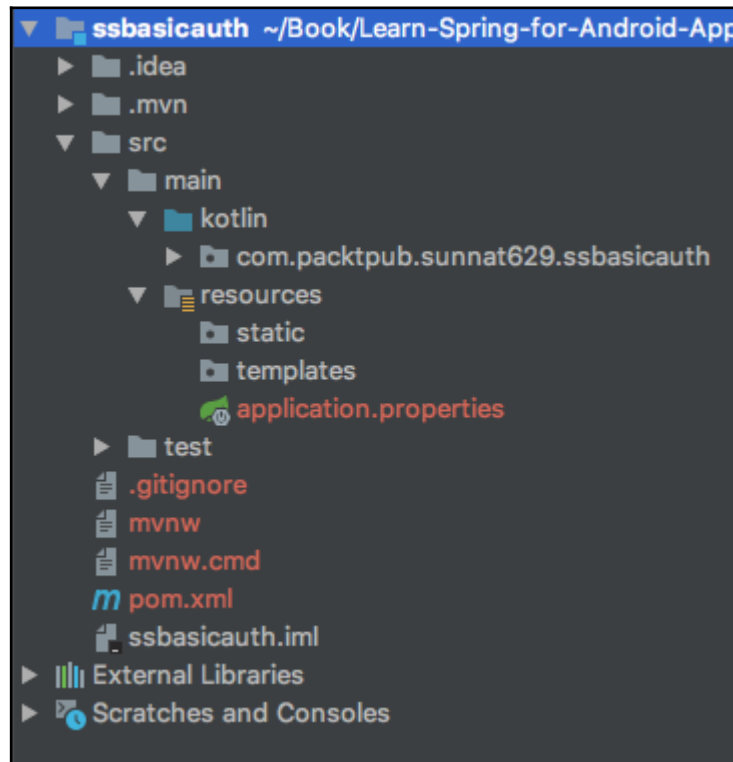 ssbasicauth ~/Book/Learn-Spring-for-Android-App
.idea
.mvn
src
main
kotlin
com.packtpub.sunnat629.ssbasicauth
resources
static
templates
application.properties
test
.gitignore
mvnw
mvnw.cmd
m pom.xml
ssbasicauth.iml
External Libraries
Scratches and Consoles